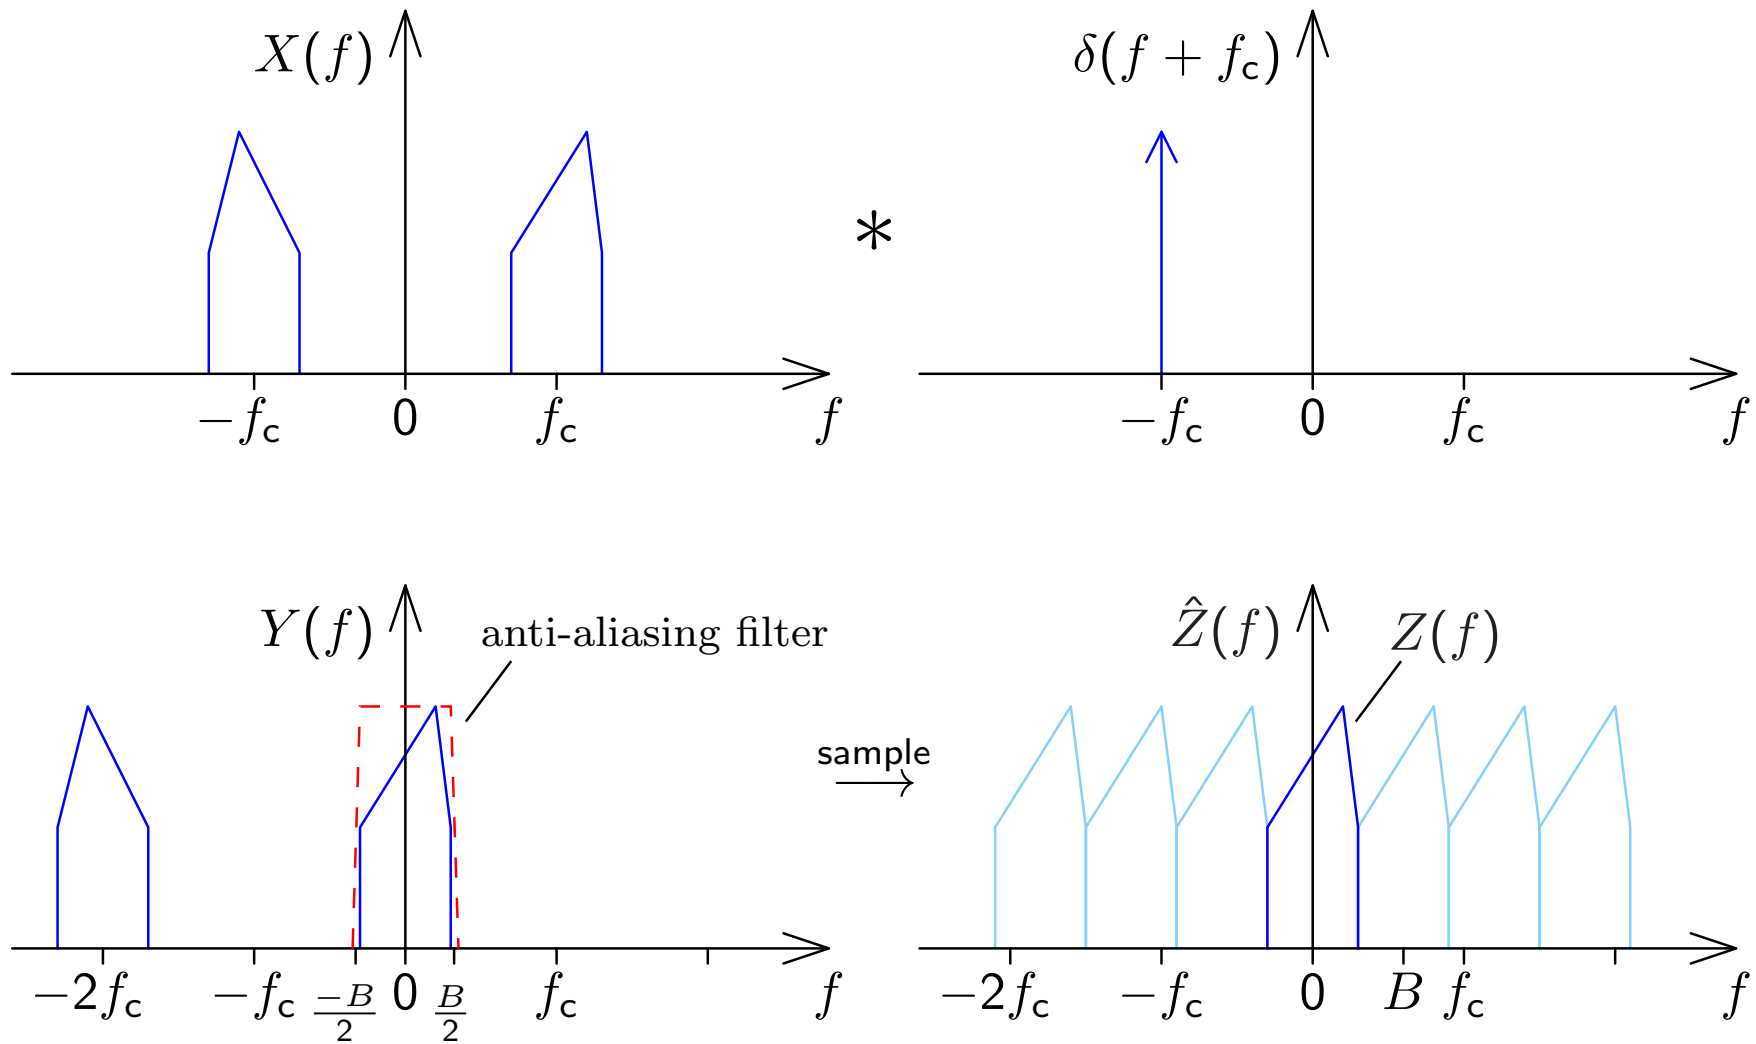 X(f)
δ(f + f_c)
*
−f_c 0 f_c f
−f_c 0 f_c f
Y(f)
anti-aliasing filter
Ẑ(f)
Z(f)
sample
→
−2f_c −f_c −B/2 0 B/2 f_c f
−2f_c −f_c 0 B f_c f